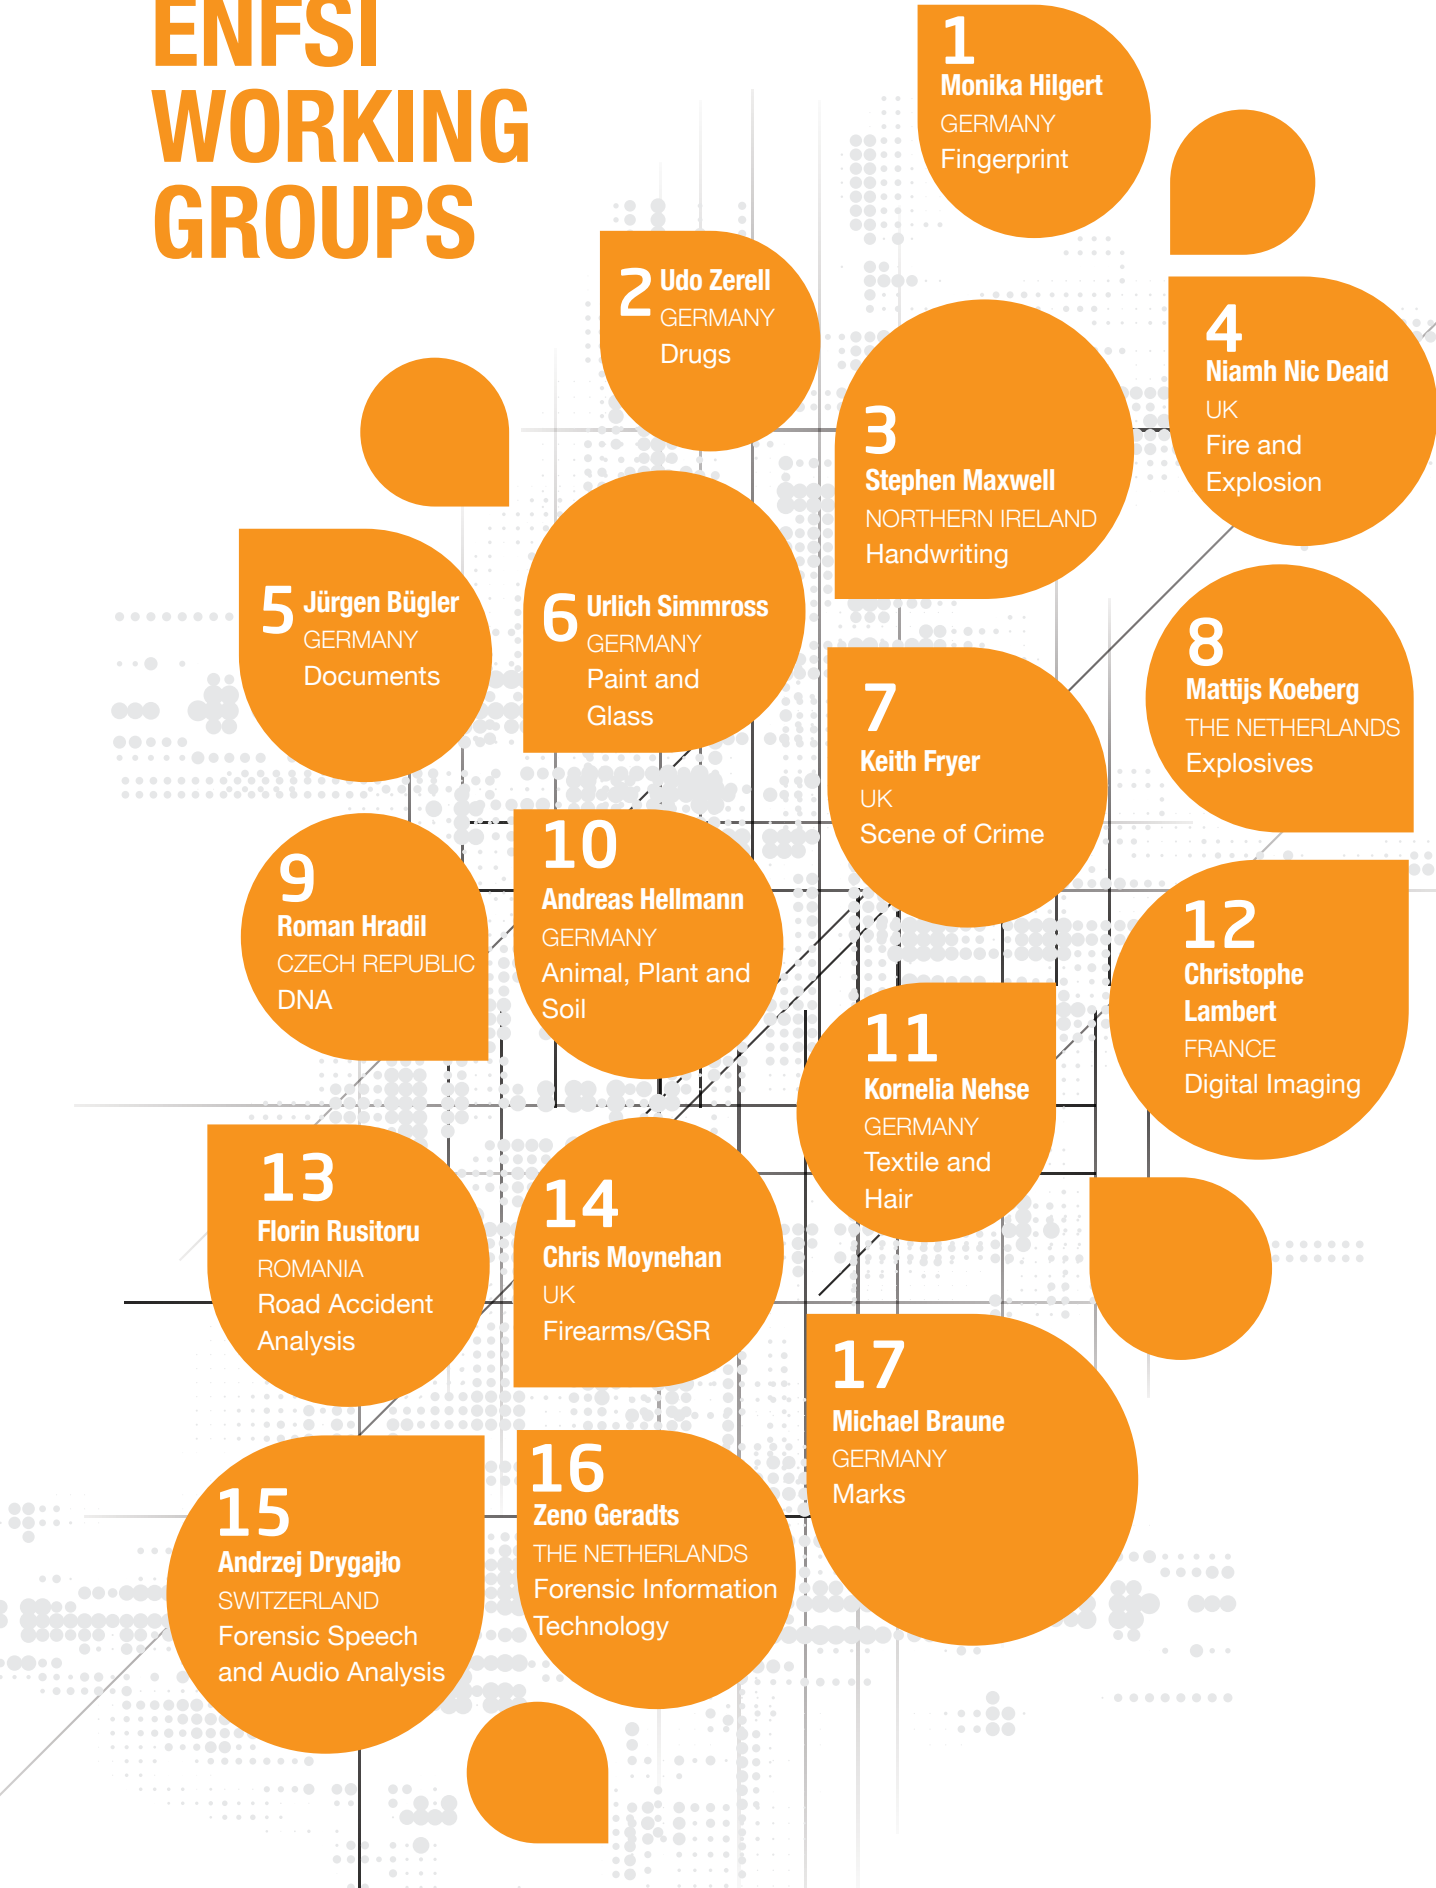 ENFSI
WORKING
GROUPS
1
Monika Hilgert
GERMANY
Fingerprint
2
Udo Zerell
GERMANY
Drugs
3
Stephen Maxwell
NORTHERN IRELAND
Handwriting
4
Niamh Nic Deaid
UK
Fire and
Explosion
5
Jürgen Bügler
GERMANY
Documents
6
Urlich Simmross
GERMANY
Paint and
Glass
7
Keith Fryer
UK
Scene of Crime
8
Mattijs Koeberg
THE NETHERLANDS
Explosives
9
Roman Hradil
CZECH REPUBLIC
DNA
10
Andreas Hellmann
GERMANY
Animal, Plant and
Soil
11
Kornelia Nehse
GERMANY
Textile and
Hair
12
Christophe
Lambert
FRANCE
Digital Imaging
13
Florin Rusitoru
ROMANIA
Road Accident
Analysis
14
Chris Moynehan
UK
Firearms/GSR
15
Andrzej Drygajło
SWITZERLAND
Forensic Speech
and Audio Analysis
16
Zeno Geradts
THE NETHERLANDS
Forensic Information
Technology
17
Michael Braune
GERMANY
Marks